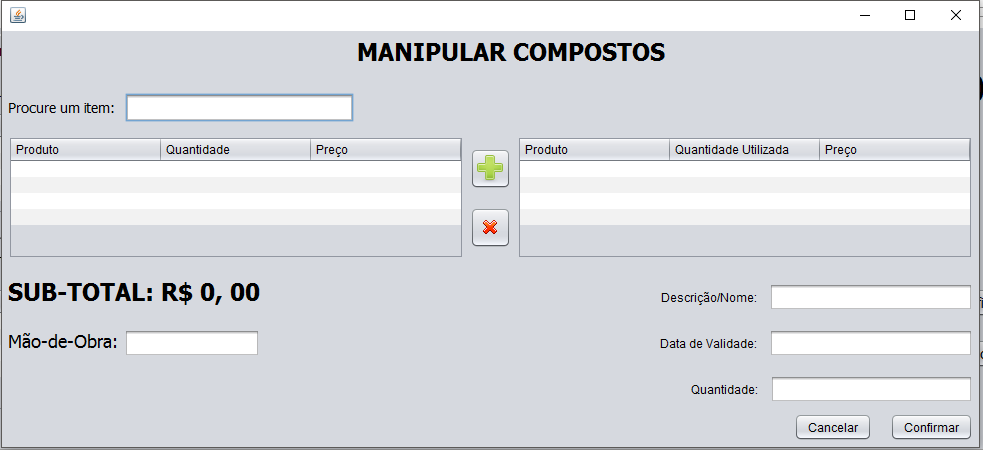 MANIPULAR COMPOSTOS
Procure um item:
Produto Quantidade Preço
Produto Quantidade Utilizada Preço
SUB-TOTAL: R$ 0, 00
Descrição/Nome:
Mão-de-Obra:
Data de Validade:
Quantidade:
Cancelar Confirmar